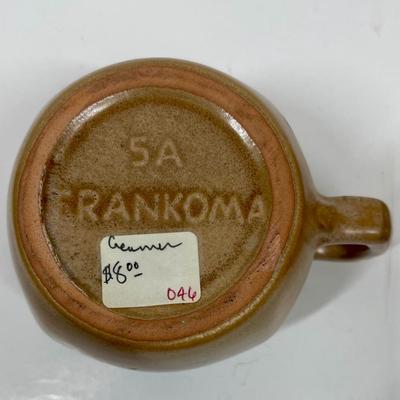 5A
FRANKOMA
Creamer
$8.00
046